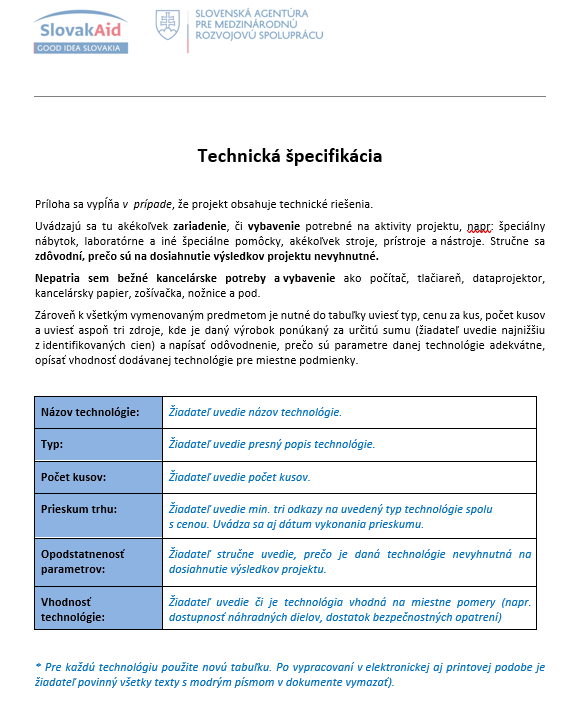 SlovakAid
GOOD IDEA SLOVAKIA
SLOVENSKÁ AGENTÚRA
PRE MEDZINÁRODNÚ
ROZVOJOVÚ SPOLUPRÁCU
Technická špecifikácia
Príloha sa vypĺňa v prípade, že projekt obsahuje technické riešenia.
Uvádzajú sa tu akékoľvek zariadenie, či vybavenie potrebné na aktivity projektu, napr: špeciálny
nábytok, laboratórne a iné špeciálne pomôcky, akékoľvek stroje, prístroje a nástroje. Stručne sa
zdôvodní, prečo sú na dosiahnutie výsledkov projektu nevyhnutné.
Nepatria sem bežné kancelárske potreby a vybavenie ako počítač, tlačiareň, dataprojektor,
kancelársky papier, zošívačka, nožnice a pod.
Zároveň k všetkým vymenovaným predmetom je nutné do tabuľky uviesť typ, cenu za kus, počet kusov
a uviesť aspoň tri zdroje, kde je daný výrobok ponúkaný za určitú sumu (žiadateľ uvedie najnižšiu
z identifikovaných cien) a napísať odôvodnenie, prečo sú parametre danej technológie adekvátne,
opísať vhodnosť dodávanej technológie pre miestne podmienky.
Názov technológie: Žiadateľ uvedie názov technológie.
Typ: Žiadateľ uvedie presný popis technológie.
Počet kusov: Žiadateľ uvedie počet kusov.
Prieskum trhu: Žiadateľ uvedie min. tri odkazy na uvedený typ technológie spolu
s cenou. Uvádza sa aj dátum vykonania prieskumu.
Opodstatnenosť Žiadateľ stručne uvedie, prečo je daná technológie nevyhnutná na
parametrov: dosiahnutie výsledkov projektu.
Vhodnosť Žiadateľ uvedie či je technológia vhodná na miestne pomery (napr.
technológie: dostupnosť náhradných dielov, dostatok bezpečnostných opatrení)
* Pre každú technológiu použite novú tabuľku. Po vypracovaní v elektronickej aj printovej podobe je
žiadateľ povinný všetky texty s modrým písmom v dokumente vymazať).